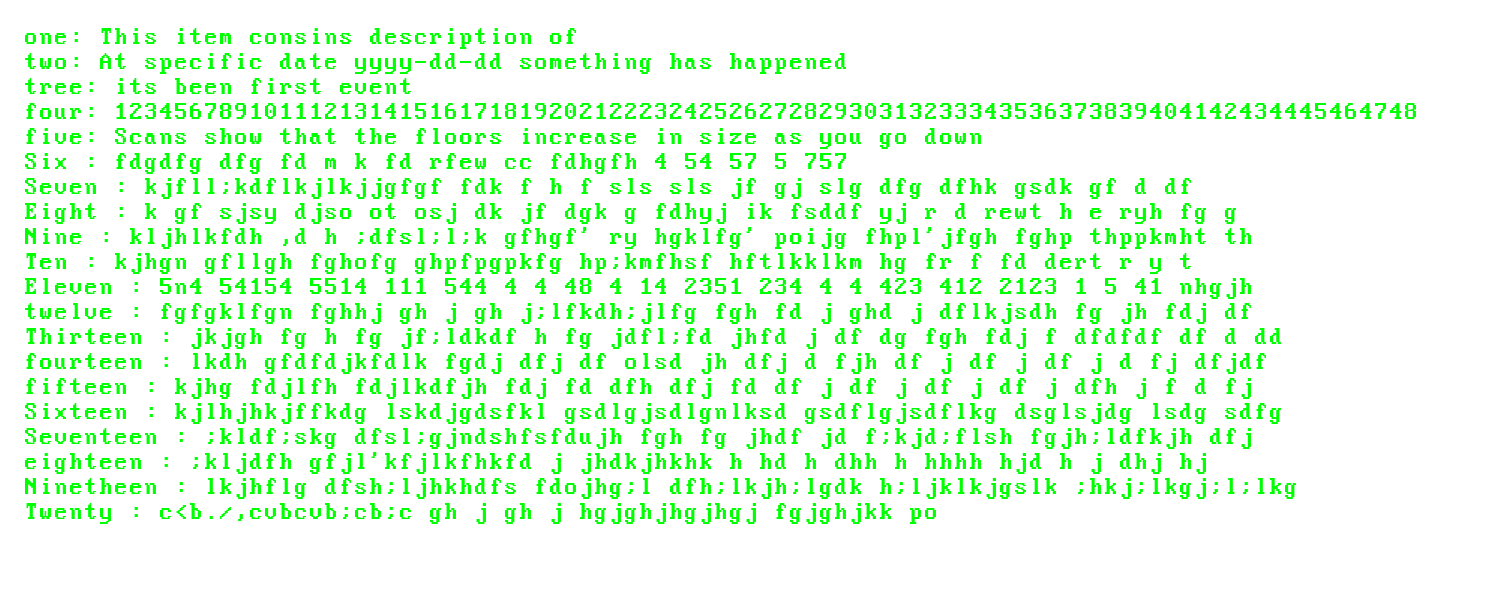 one: This item consins description of
two: At specific date yyyy-dd-dd something has happened
tree: its been first event
four: 123456789101112131415161718192021222324252627282930313233343536373839404142434445464748
five: Scans show that the floors increase in size as you go down
Six : fdgdfg dfg fd m k fd rfew cc fdhgfh 4 54 57 5 757
Seven : kjfll;kdflkjlkjjgfgf fdk f h f sls sls jf gj slg dfg dfhk gsdk gf d df
Eight : k gf sjsy djso ot osj dk jf dgk g fdhyj ik fsddf yj r d rewt h e ryh fg g
Nine : kljhlkfdh ,d h ;dfsl;l;k gfhgf' ry hgklfg' poijg fhpl'jfgh fghp thppkmht th
Ten : kjhgn gfllgh fghofg ghpfpgpkfg hp;kmfhsf hftlkklkm hg fr f fd dert r y t
Eleven : 5n4 54154 5514 111 544 4 4 48 4 14 2351 234 4 4 423 412 2123 1 5 41 nhgjh
twelve : fgfgklfgn fghhj gh j gh j;lfkdh;jlfg fgh fd j ghd j dflkjsdh fg jh fdj df
Thirteen : jkjgh fg h fg jf;ldkdf h fg jdfl;fd jhfd j df dg fgh fdj f dfdfdf df d dd
fourteen : lkdh gfdfdjkfdlk fgdj dfj df olsd jh dfj d fjh df j df j df j d fj dfjdf
fifteen : kjhg fdjlfh fdjlkdfjh fdj fd dfh dfj fd df j df j df j df j dfh j f d fj
Sixteen : kjlhjhkjffkdg lskdjgdsfkl gsdlgjsdlgnlksd gsdflgjsdflkg dsglsjdg lsdg sdfg
Seventeen : ;kldf;skg dfsl;gjndshfsfdujh fgh fg jhdf jd f;kjd;flsh fgjh;ldfkjh dfj
eighteen : ;kljdfh gfjl'kfjlkfhkfd j jhdkjhkhk h hd h dhh h hhhh hjd h j dhj hj
Ninetheen : lkjhflg dfsh;ljhkhdfs fdojhg;l dfh;lkjh;lgdk h;ljklkjgslk ;hkj;lkgj;l;lkg
Twenty : c<b./,cvbcvb;cb;c gh j gh j hgjghjhgjhgj fgjghjkk po